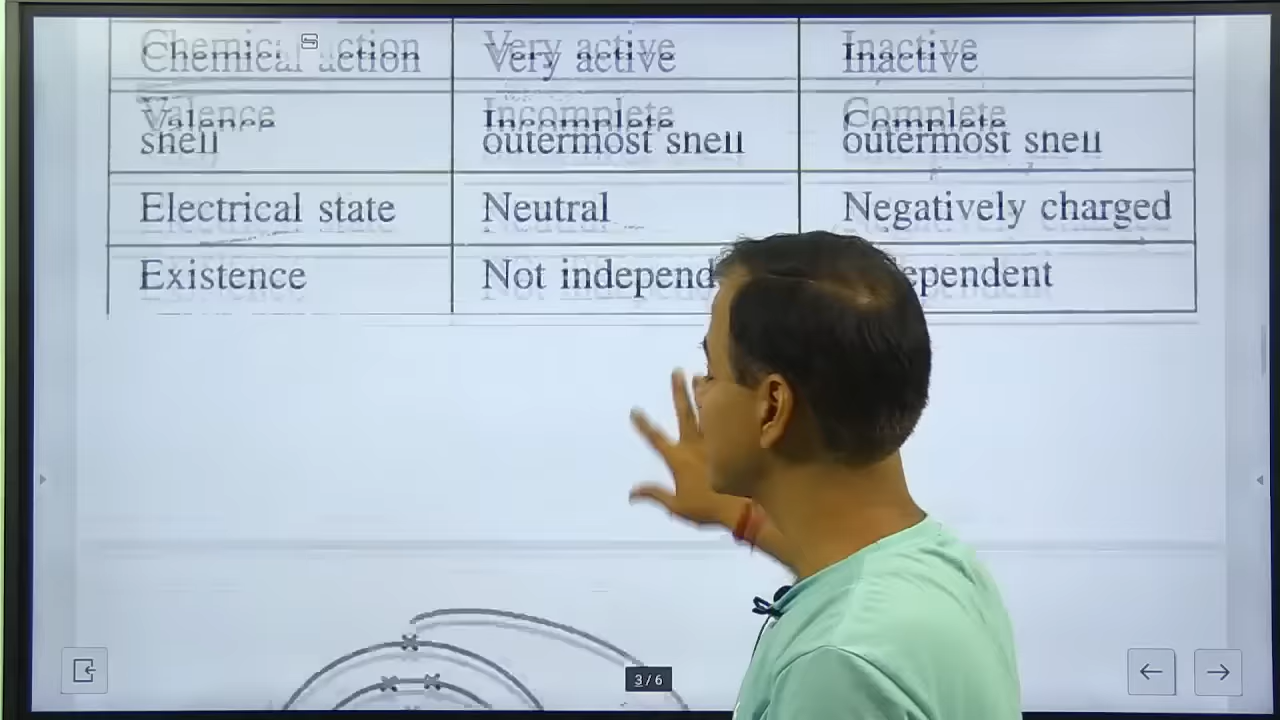 Chemical action Very active Inactive
Valence Incomplete Complete
shell outermost shell outermost shell
Electrical state Neutral Negatively charged
Existence Not
3 / 6